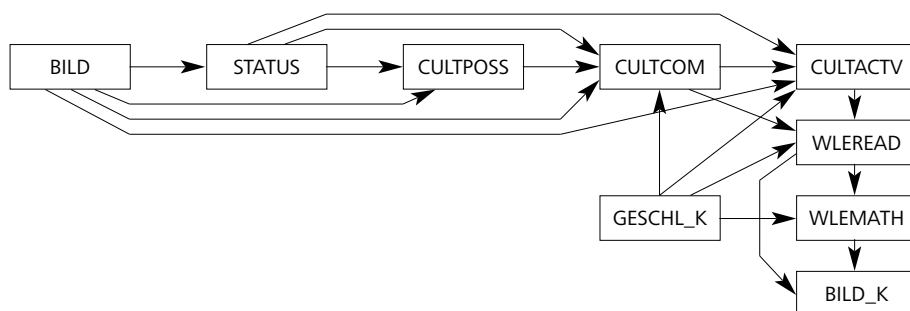 BILD
STATUS
CULTPOSS
CULTCOM
CULTACTV
WLEREAD
GESCHL_K
WLEMATH
BILD_K